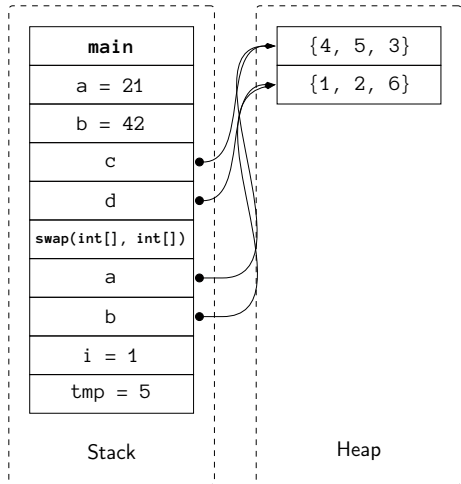 main
a = 21
b = 42
c
d
swap(int[], int[])
a
b
i = 1
tmp = 5
Stack
{4, 5, 3}
{1, 2, 6}
Heap